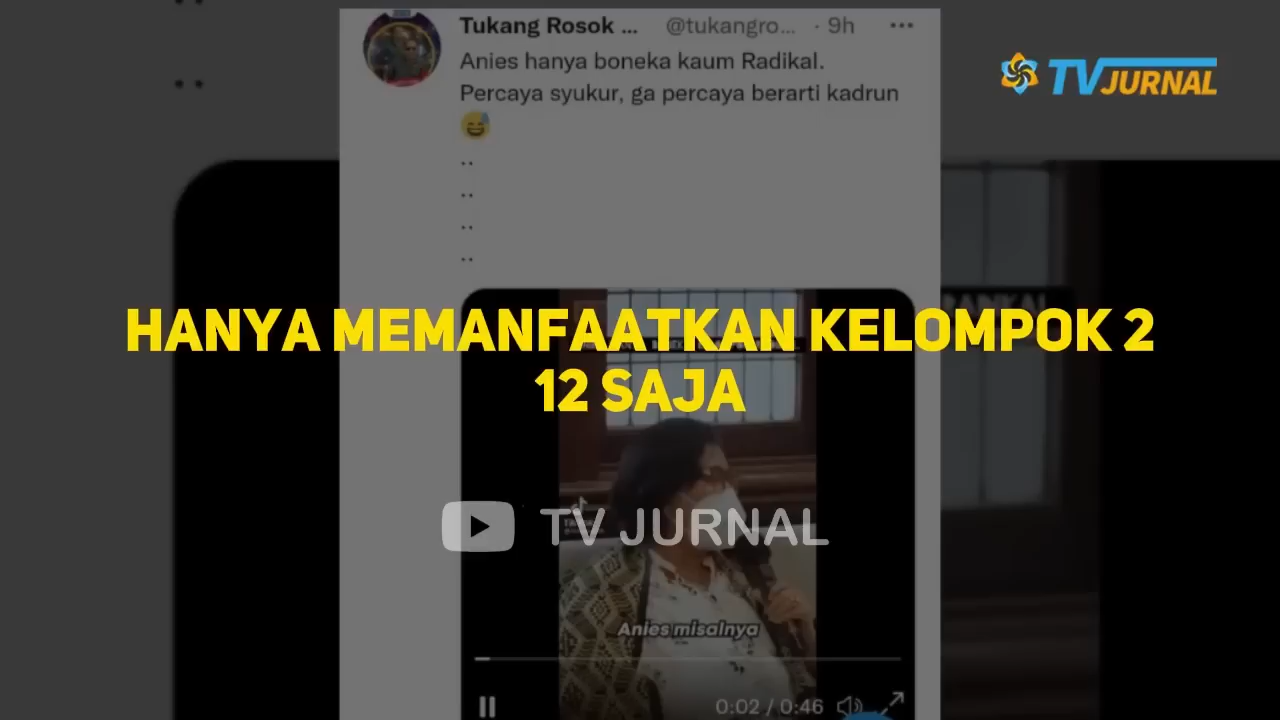 Tukang Rosok ... @tukangro... · 9h ...
Anies hanya boneka kaum Radikal.
Percaya syukur, ga percaya berarti kadrun
😅
..
..
..
..
TV JURNAL
HANYA MEMANFAATKAN KELOMPOK 2
12 SAJA
TV JURNAL
Anies misalnya
0:02 / 0:46